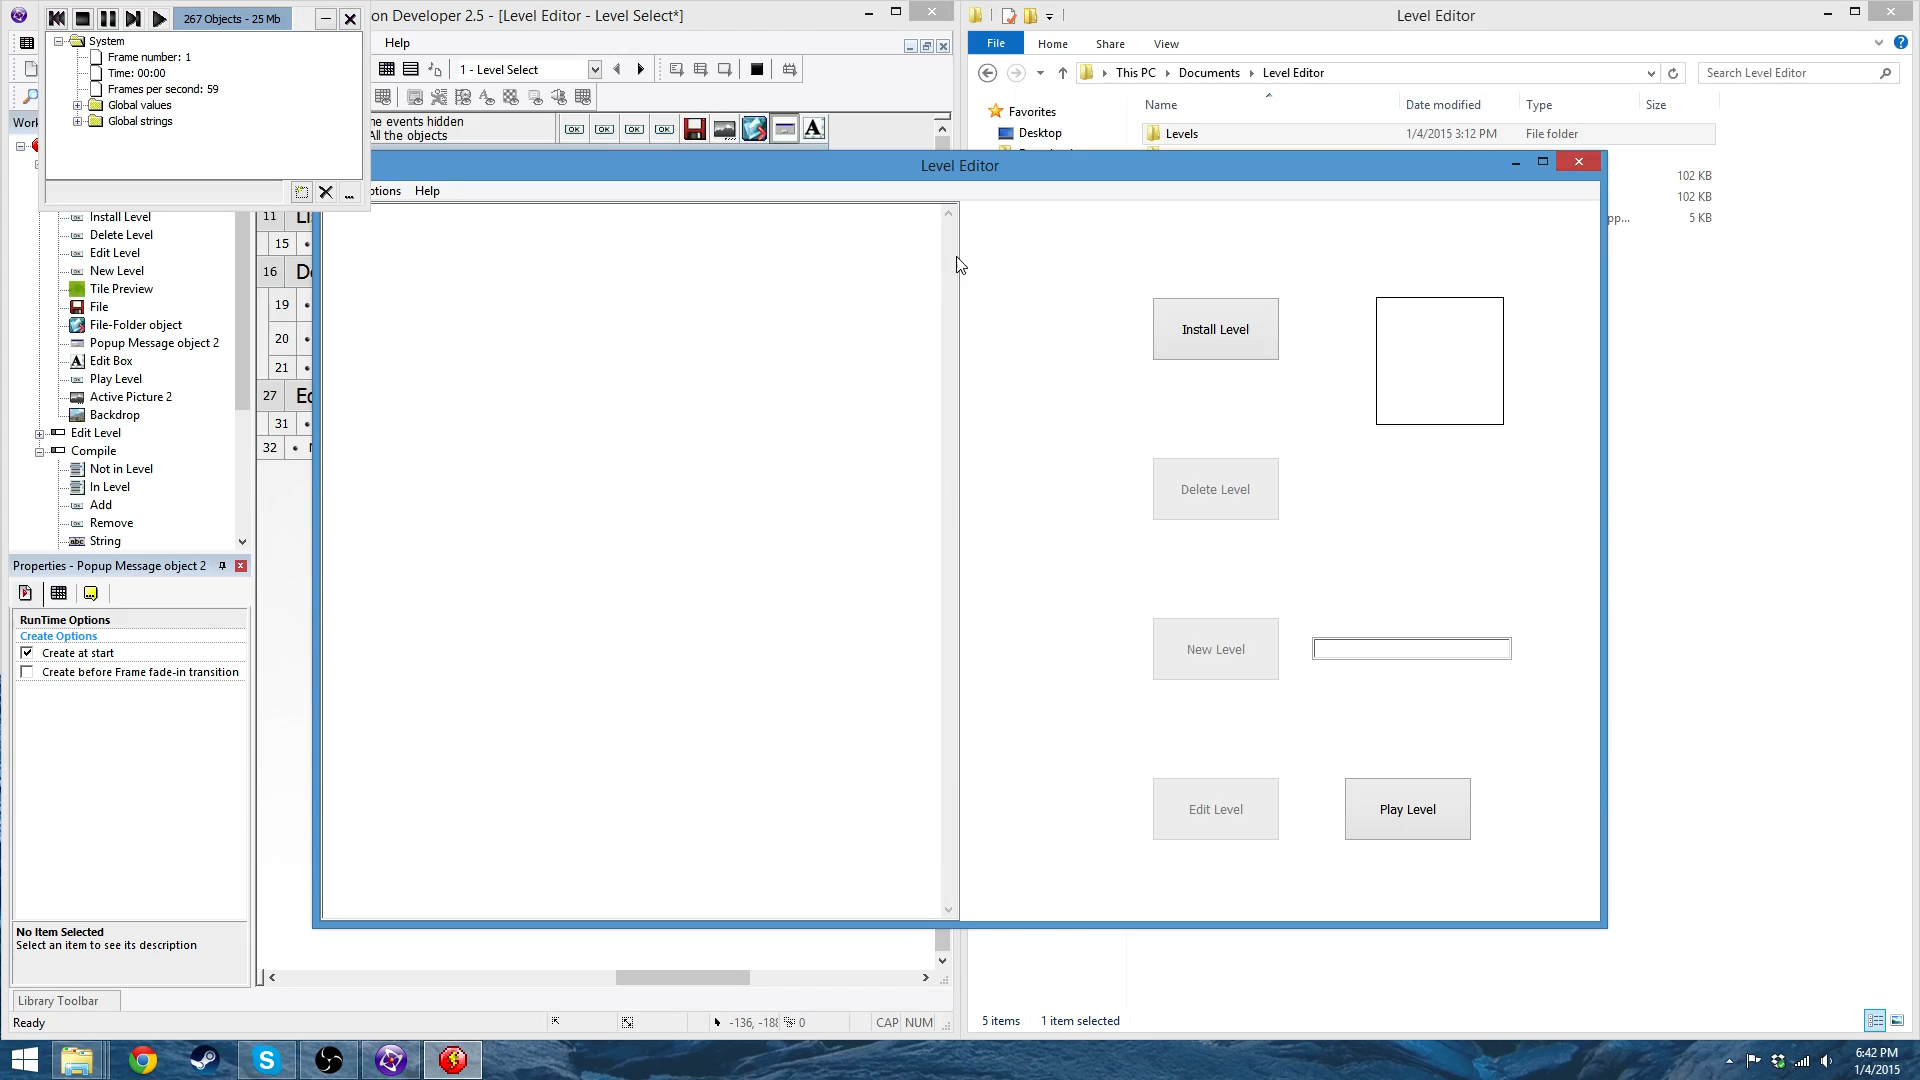 267 Objects - 25 Mb
on Developer 2.5 - [Level Editor - Level Select*]
System
Frame number: 1
Time: 00:00
Frames per second: 59
Global values
Global strings
...
Help
1 - Level Select
ne events hidden
All the objects
OK OK OK OK A
Work
Install Level
Delete Level
Edit Level
New Level
Tile Preview
File
File-Folder object
Popup Message object 2
Edit Box
Play Level
Active Picture 2
Backdrop
Edit Level
Compile
Not in Level
In Level
Add
Remove
String
11
15
16
19
20
21
27
31
32
Properties - Popup Message object 2
RunTime Options
Create Options
Create at start
Create before Frame fade-in transition
No Item Selected
Select an item to see its description
Library Toolbar
Ready
-136, -188
0
CAP NUM
Level Editor
ptions Help
Install Level
Delete Level
New Level
Edit Level
Play Level
Level Editor
File Home Share View
This PC Documents Level Editor
Search Level Editor
Favorites
Desktop
Name Date modified Type Size
Levels 1/4/2015 3:12 PM File folder
102 KB
102 KB
pp... 5 KB
5 items 1 item selected
6:42 PM
1/4/2015